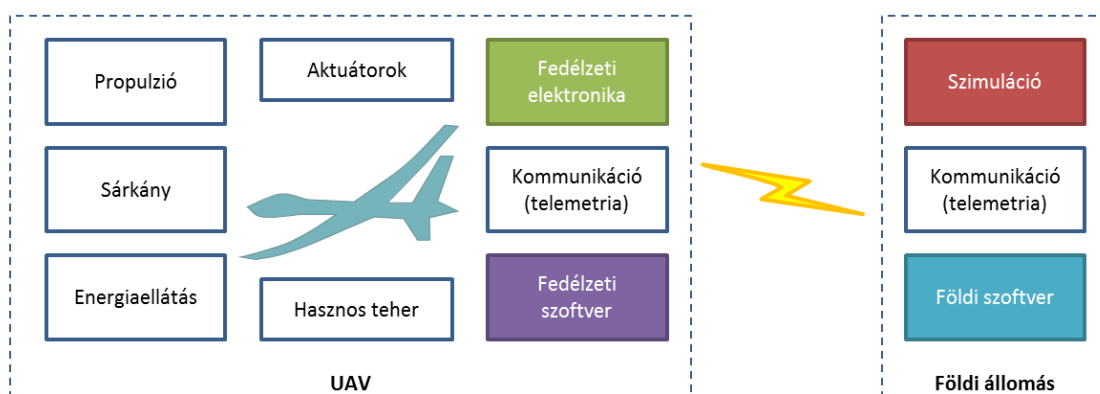 Propulzió
Aktuátorok
Fedélzeti
elektronika
Szimuláció
Sárkány
Kommunikáció
(telemetria)
Kommunikáció
(telemetria)
Energiaellátás
Hasznos teher
Fedélzeti
szoftver
Földi szoftver
UAV
Földi állomás